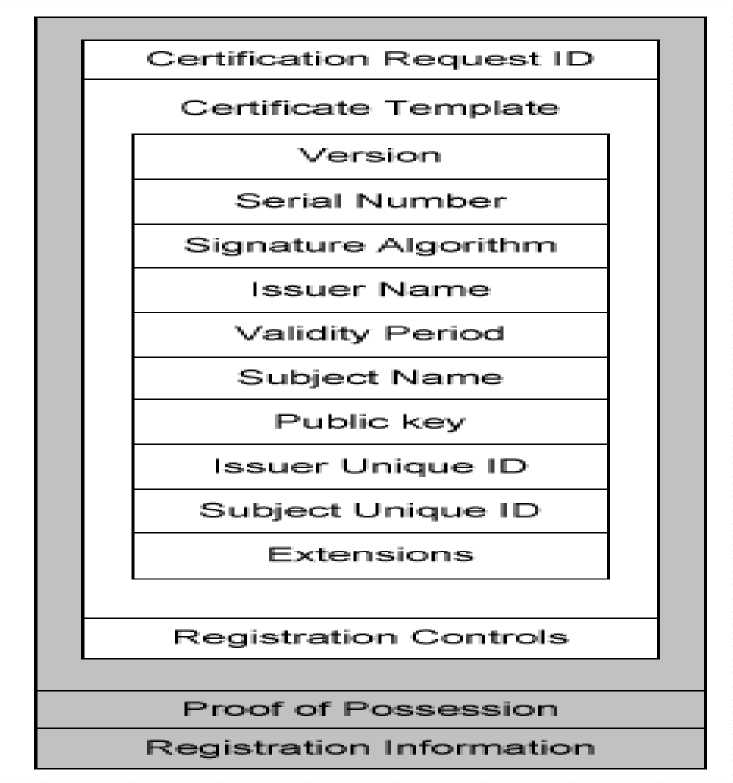 Certification Request ID
Certificate Template
Version
Serial Number
Signature Algorithm
Issuer Name
Validity Period
Subject Name
Public key
Issuer Unique ID
Subject Unique ID
Extensions
Registration Controls
Proof of Possession
Registration Information